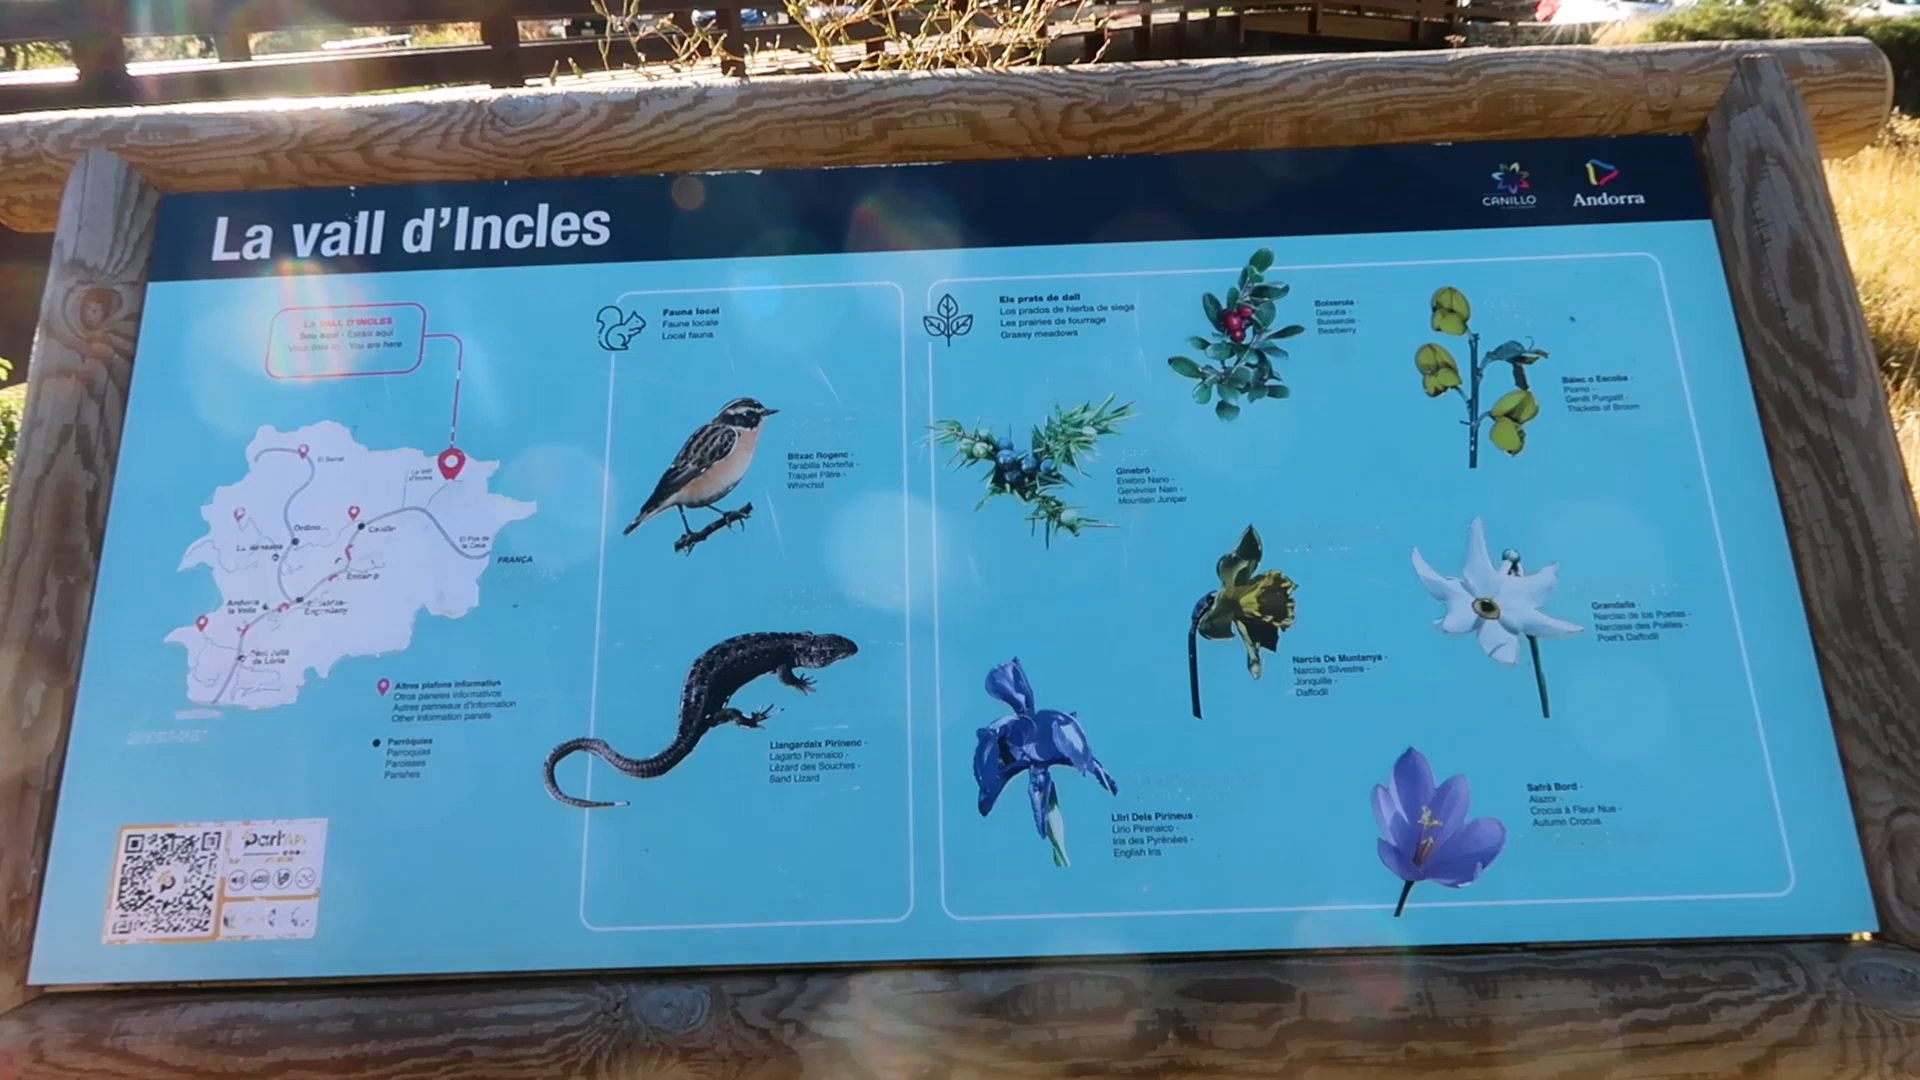 La vall d'Incles
CANILLO
Andorra
LA VALL D'INCLES
Sou aquí - Estáis aquí
Vous êtes ici - You are here
El Serrat
La Vall
d'Incles
Ordino
Canillo
El Pas de
la Casa
FRANÇA
Encamp
Andorra
la Vella
Sant Julià
de Lòria
Altres plafons informatius
Otros paneles informativos
Autres panneaux d'information
Other information panels
Parròquies
Parroquias
Paroisses
Parishes
Fauna local
Faune locale
Local fauna
Bitxac Rogenc -
Tarabilla Norteña -
Traquet Pâtre -
Whinchat
Llangardaix Pirinenc -
Lagarto Pirenaico -
Lézard des Souches -
Sand Lizard
Els prats de dall
Los prados de hierba de siega
Les prairies de fourrage
Grassy meadows
Boixerola -
Gayuba -
Busserole -
Bearberry
Bàlec o Escoba -
Piorno -
Genêt Purgatif -
Thickets of Broom
Ginebró -
Enebro Nano -
Genévrier Nain -
Mountain Juniper
Narcís De Muntanya -
Narciso Silvestre -
Jonquille -
Daffodil
Grandalla -
Narciso de los Poetas -
Narcisse des Poètes -
Poet's Daffodil
Lliri Dels Pirineus -
Lirio Pirenaico -
Iris des Pyrénées -
English Iris
Safrà Bord -
Alazor -
Crocus à Fleur Nue -
Autumn Crocus